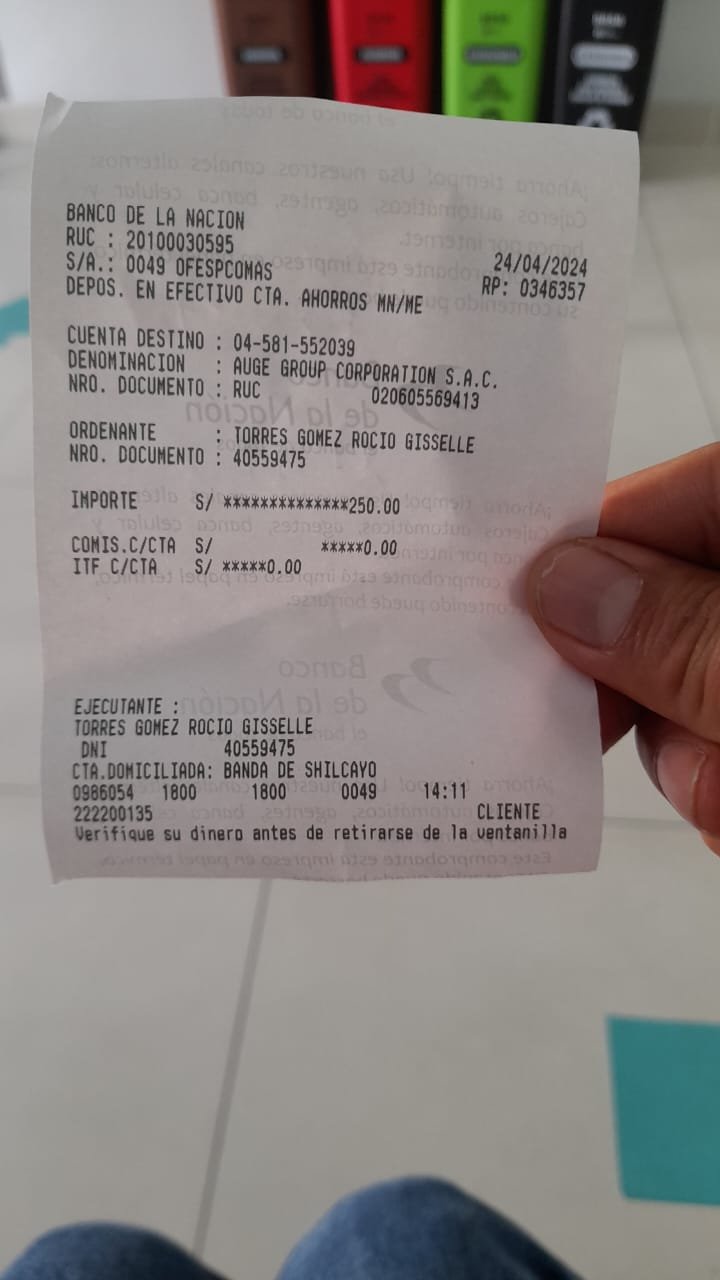 BANCO DE LA NACION
RUC : 20100030595
S/A.: 0049 OFESPCOMAS 24/04/2024
DEPOS. EN EFECTIVO CTA. AHORROS MN/ME RP: 0346357
CUENTA DESTINO : 04-581-552039
DENOMINACION : AUGE GROUP CORPORATION S.A.C.
NRO. DOCUMENTO : RUC 020605569413
ORDENANTE : TORRES GOMEZ ROCIO GISSELLE
NRO. DOCUMENTO : 40559475
IMPORTE S/ **************250.00
COMIS.C/CTA S/ *****0.00
ITF C/CTA S/ *****0.00
EJECUTANTE :
TORRES GOMEZ ROCIO GISSELLE
DNI 40559475
CTA.DOMICILIADA: BANDA DE SHILCAYO
0986054 1800 1800 0049 14:11
222200135 CLIENTE
Verifique su dinero antes de retirarse de la ventanilla